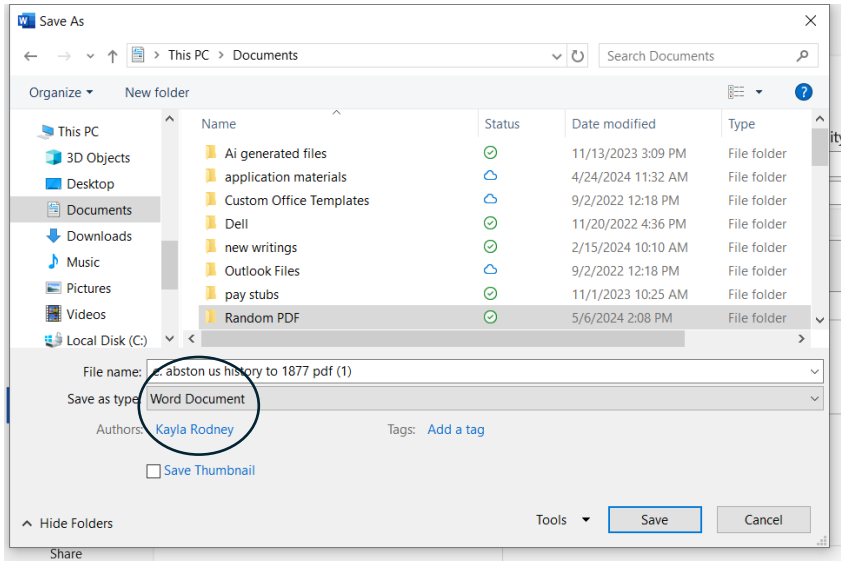 Save As
This PC > Documents
Search Documents
Organize
New folder
?
This PC
3D Objects
Desktop
Documents
Downloads
Music
Pictures
Videos
Local Disk (C:)
Name Status Date modified Type
Ai generated files 11/13/2023 3:09 PM File folder
application materials 4/24/2024 11:32 AM File folder
Custom Office Templates 9/2/2022 12:18 PM File folder
Dell 11/20/2022 4:36 PM File folder
new writings 2/15/2024 10:10 AM File folder
Outlook Files 9/2/2022 12:18 PM File folder
pay stubs 11/1/2023 10:25 AM File folder
Random PDF 5/6/2024 2:08 PM File folder
File name: abston us history to 1877 pdf (1)
Save as type: Word Document
Authors: Kayla Rodney Tags: Add a tag
Save Thumbnail
Hide Folders Tools Save Cancel
Share